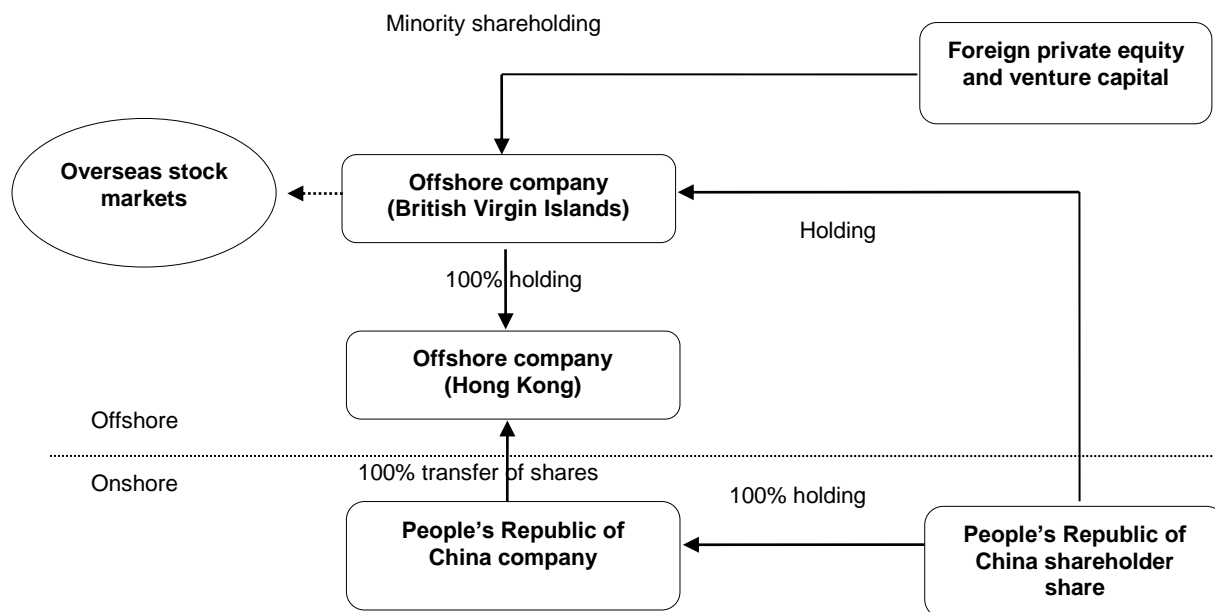 Minority shareholding
Foreign private equity
and venture capital
Overseas stock
markets
Offshore company
(British Virgin Islands)
Holding
100% holding
Offshore company
(Hong Kong)
Offshore
100% transfer of shares
Onshore
100% holding
People’s Republic of
China company
People’s Republic of
China shareholder
share